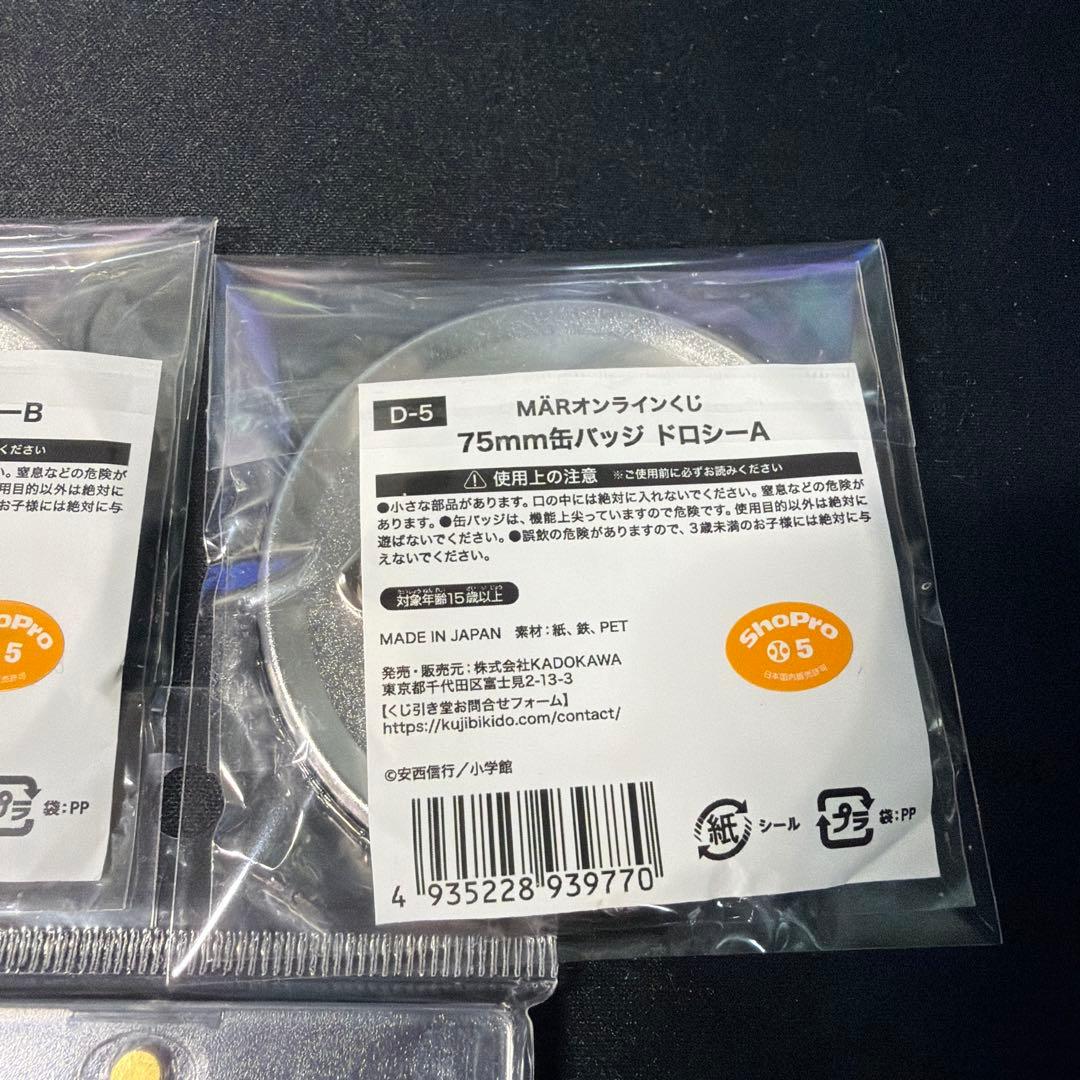 ーB
ください
い。窒息などの危険が
用目的以外は絶対に
お子様には絶対に与
ShoPro
5
プラ 袋:PP
D-5
MÄRオンラインくじ
75mm缶バッジ ドロシーA
使用上の注意 ※ご使用前に必ずお読みください
●小さな部品があります。口の中には絶対に入れないでください。窒息などの危険が
あります。●缶バッジは、機能上尖っていますので危険です。使用目的以外は絶対に
遊ばないでください。●誤飲の危険がありますので、3歳未満のお子様には絶対に与
えないでください。
対象年齢15歳以上
MADE IN JAPAN 素材:紙、鉄、PET
発売・販売元:株式会社KADOKAWA
東京都千代田区富士見2-13-3
【くじ引き堂お問合せフォーム】
https://kujibikido.com/contact/
©安西信行/小学館
ShoPro
5
日本国内販売許可
4 935228 939770
紙 シール
プラ 袋:PP